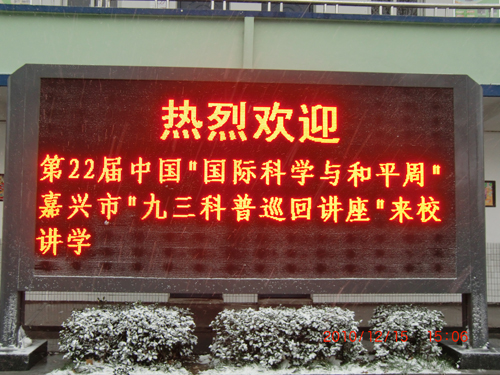 热烈欢迎
第22届中国"国际科学与和平周"
嘉兴市"九三科普巡回讲座"来校
讲学